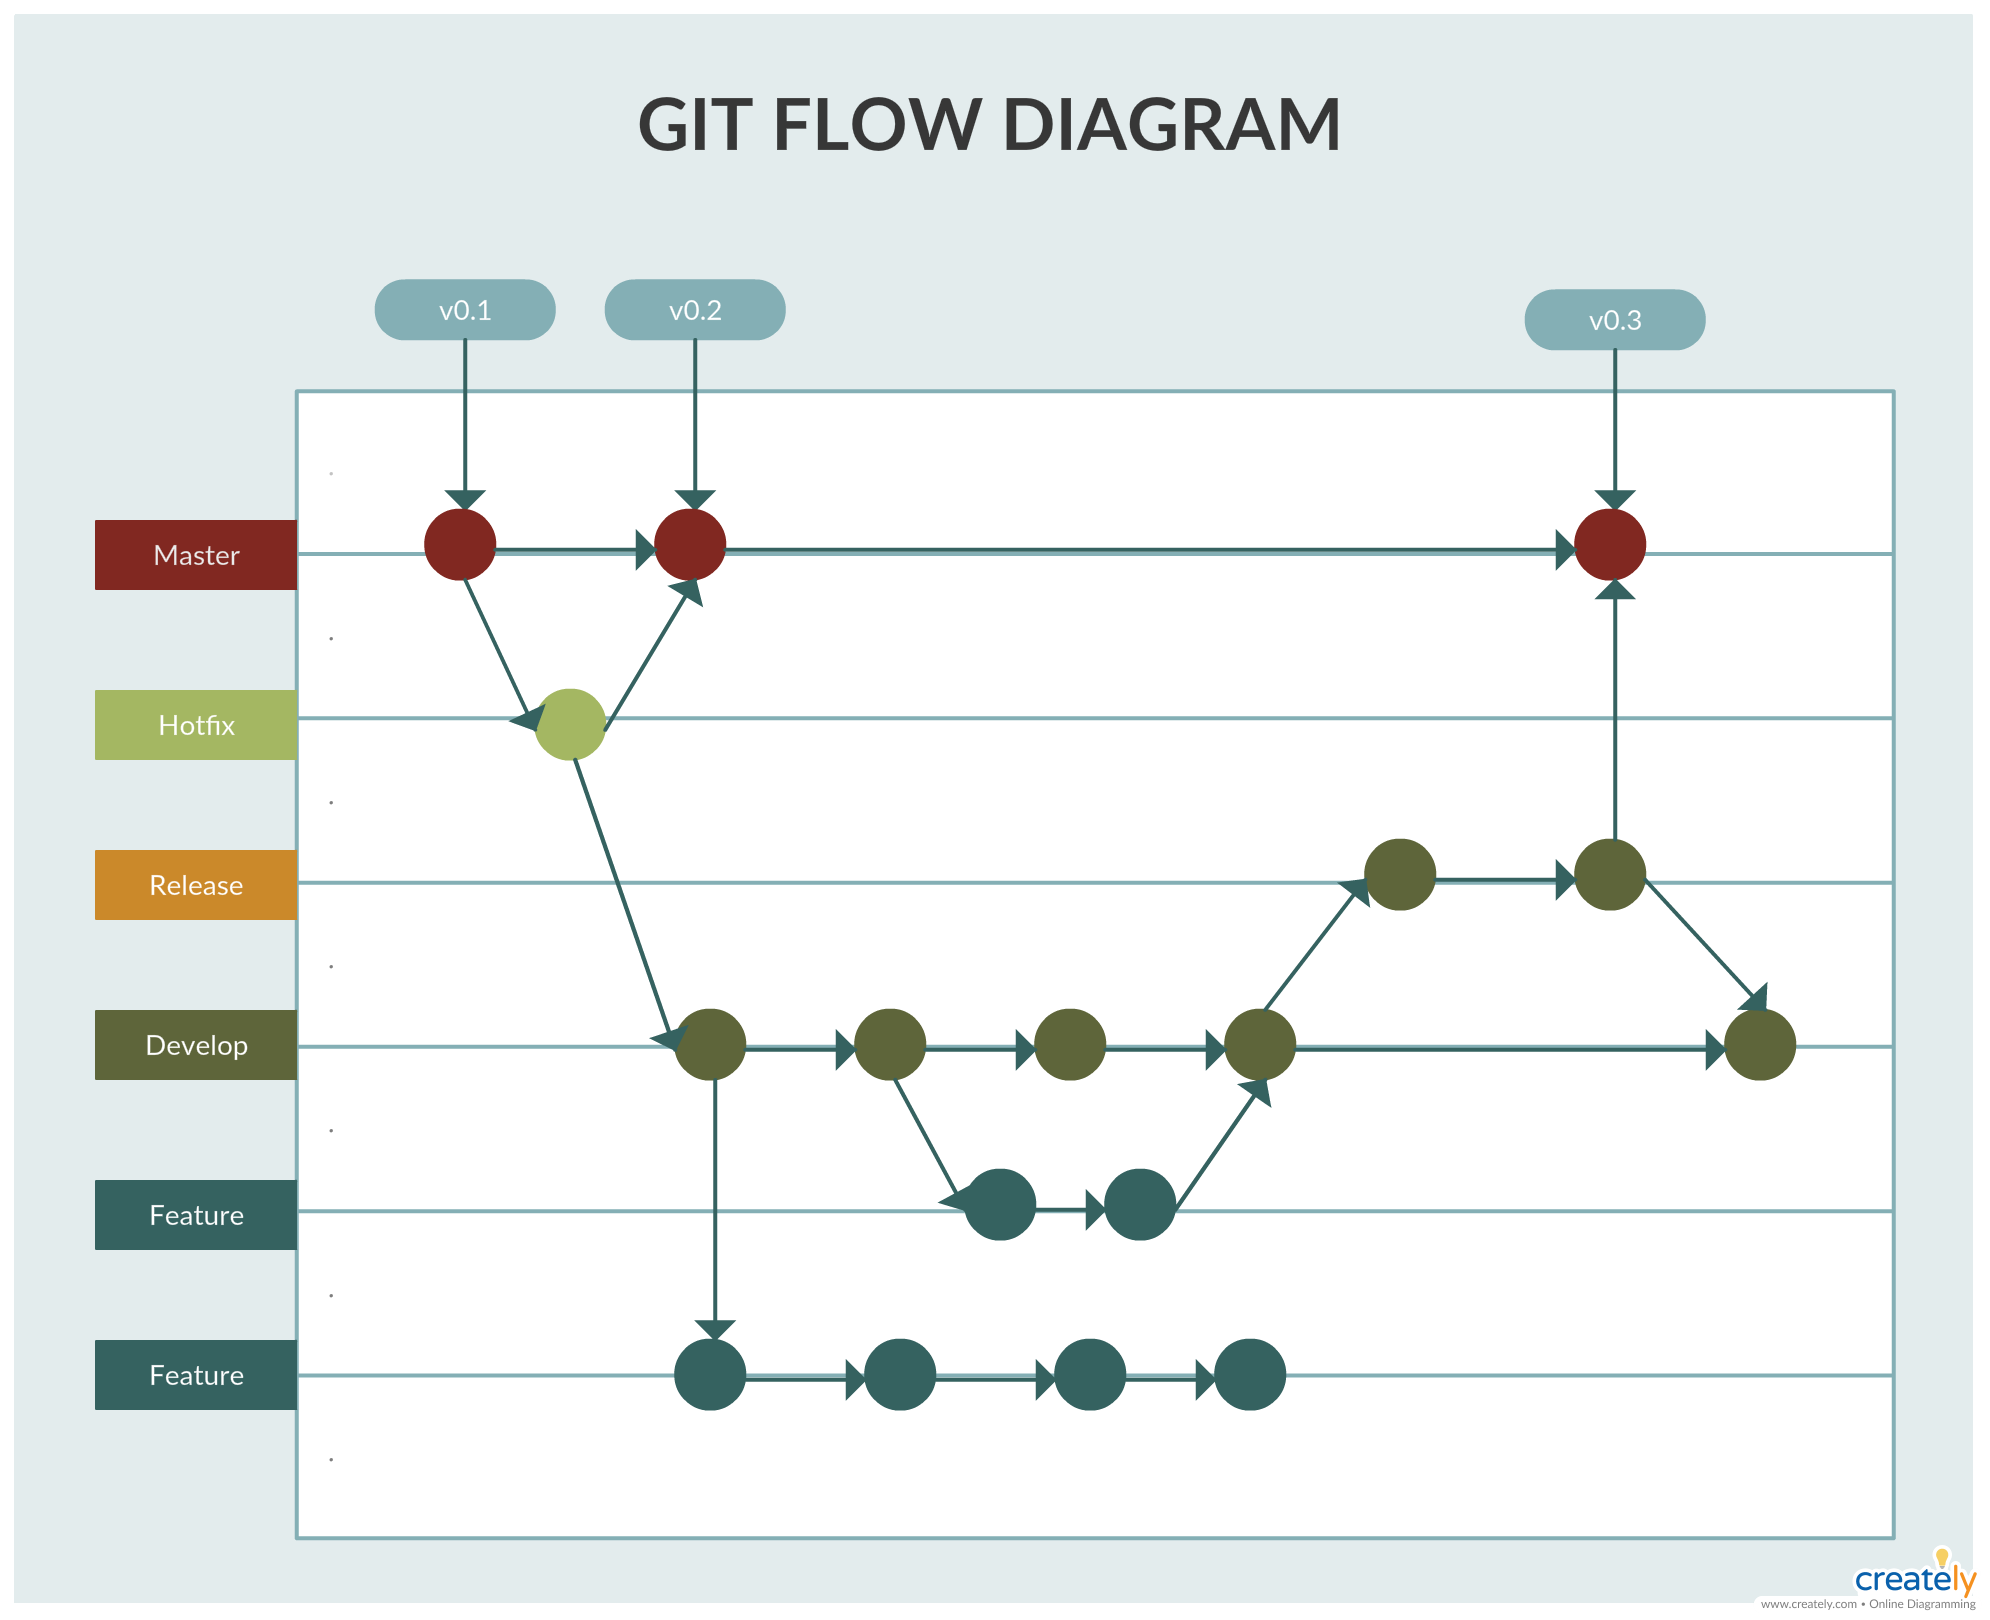 GIT FLOW DIAGRAM
v0.1
v0.2
v0.3
Master
Hotfix
Release
Develop
Feature
Feature
creately
www.creately.com • Online Diagramming